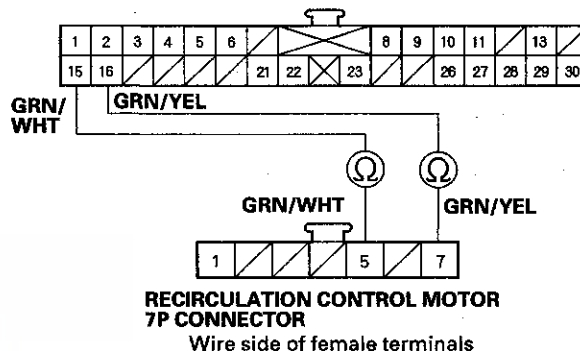 1 2 3 4 5 6 8 9 10 11 13
15 16 21 22 23 26 27 28 29 30
GRN/ GRN/YEL
WHT
Ω Ω
GRN/WHT GRN/YEL
1 5 7
RECIRCULATION CONTROL MOTOR
7P CONNECTOR
Wire side of female terminals